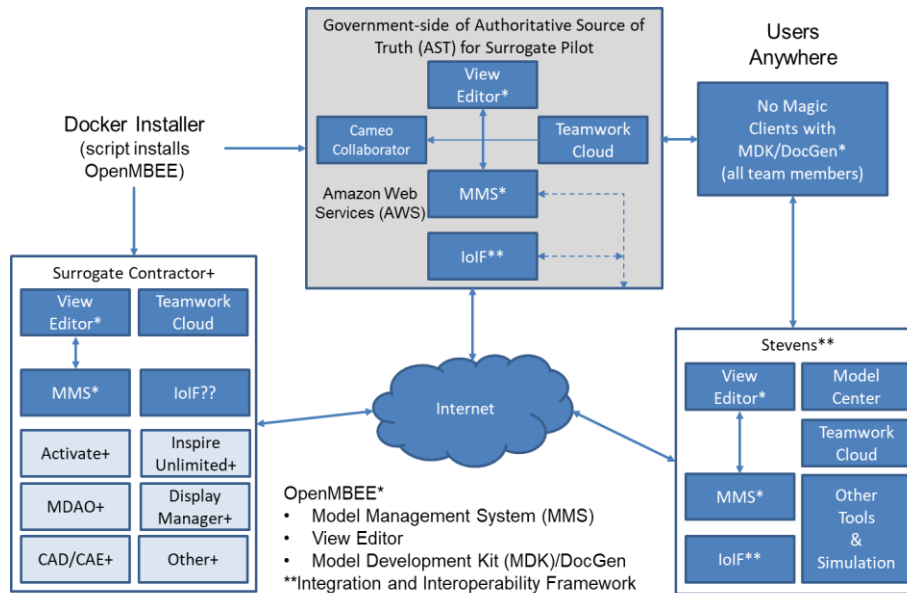 Government-side of Authoritative Source of
Truth (AST) for Surrogate Pilot
View
Editor*
Cameo
Collaborator
Teamwork
Cloud
Amazon Web
Services (AWS)
MMS*
IoIF**
Users
Anywhere
No Magic
Clients with
MDK/DocGen*
(all team members)
Docker Installer
(script installs
OpenMBEE)
Surrogate Contractor+
View
Editor*
Teamwork
Cloud
MMS*
IoIF??
Activate+
Inspire
Unlimited+
MDAO+
Display
Manager+
CAD/CAE+
Other+
Internet
Stevens**
View
Editor*
Model
Center
Teamwork
Cloud
MMS*
Other
Tools
&
Simulation
IoIF**
OpenMBEE*
• Model Management System (MMS)
• View Editor
• Model Development Kit (MDK)/DocGen
**Integration and Interoperability Framework